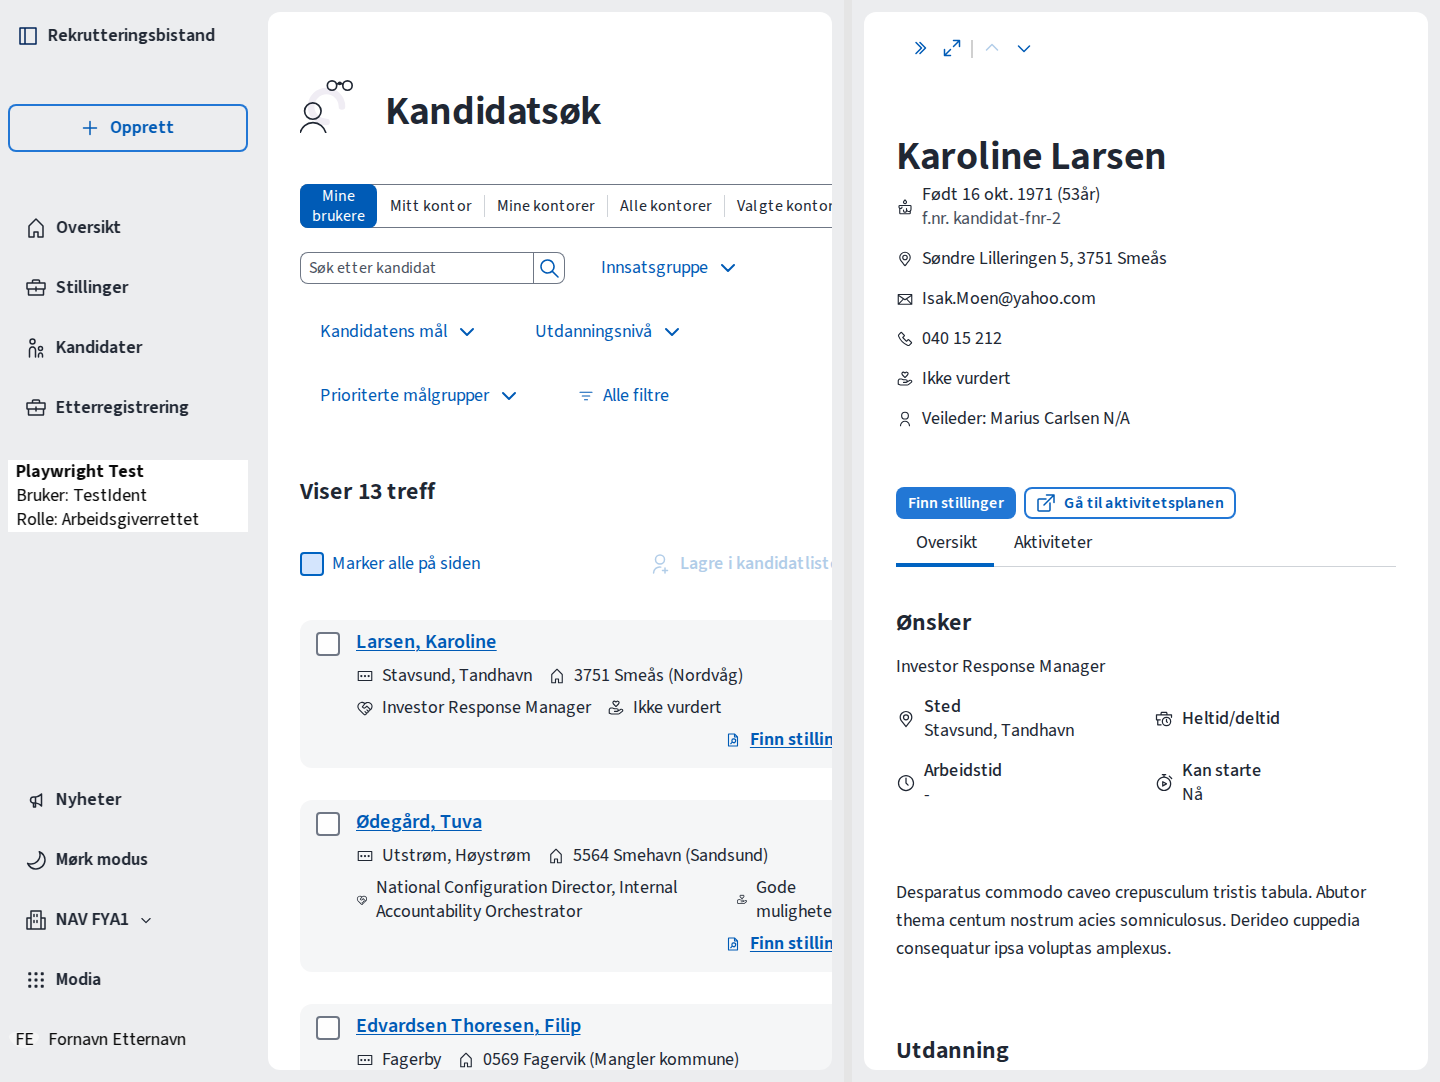 Rekrutteringsbistand
Opprett
Oversikt
Stillinger
Kandidater
Etterregistrering
Playwright Test
Bruker: TestIdent
Rolle: Arbeidsgiverrettet
Nyheter
Mørk modus
NAV FYA1
Modia
FE Fornavn Etternavn
Kandidatsøk
Mine brukere
Mitt kontor
Mine kontorer
Alle kontorer
Valgte kontor
Søk etter kandidat
Innsatsgruppe
Kandidatens mål
Utdanningsnivå
Prioriterte målgrupper
Alle filtre
Viser 13 treff
Marker alle på siden
Lagre i kandidatliste
Larsen, Karoline
Stavsund, Tandhavn 3751 Smeås (Nordvåg)
Investor Response Manager Ikke vurdert
Finn stillin
Ødegård, Tuva
Utstrøm, Høystrøm 5564 Smehavn (Sandsund)
National Configuration Director, Internal
Accountability Orchestrator
Gode
mulighete
Finn stillin
Edvardsen Thoresen, Filip
Fagerby 0569 Fagervik (Mangler kommune)
Karoline Larsen
Født 16 okt. 1971 (53år)
f.nr. kandidat-fnr-2
Søndre Lilleringen 5, 3751 Smeås
Isak.Moen@yahoo.com
040 15 212
Ikke vurdert
Veileder: Marius Carlsen N/A
Finn stillinger
Gå til aktivitetsplanen
Oversikt
Aktiviteter
Ønsker
Investor Response Manager
Sted
Stavsund, Tandhavn
Heltid/deltid
Arbeidstid
-
Kan starte
Nå
Desparatus commodo caveo crepusculum tristis tabula. Abutor
thema centum nostrum acies somniculosus. Derideo cuppedia
consequatur ipsa voluptas amplexus.
Utdanning